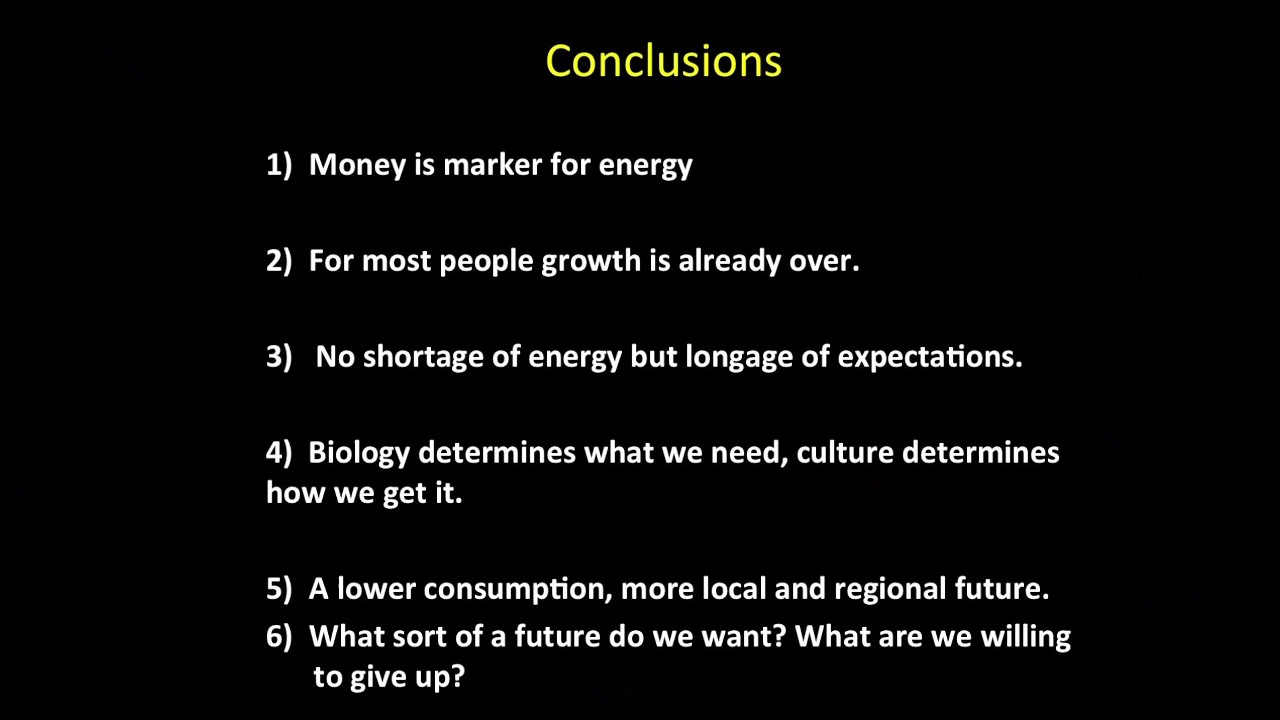 Conclusions
1) Money is marker for energy
2) For most people growth is already over.
3) No shortage of energy but longage of expectations.
4) Biology determines what we need, culture determines
how we get it.
5) A lower consumption, more local and regional future.
6) What sort of a future do we want? What are we willing
to give up?